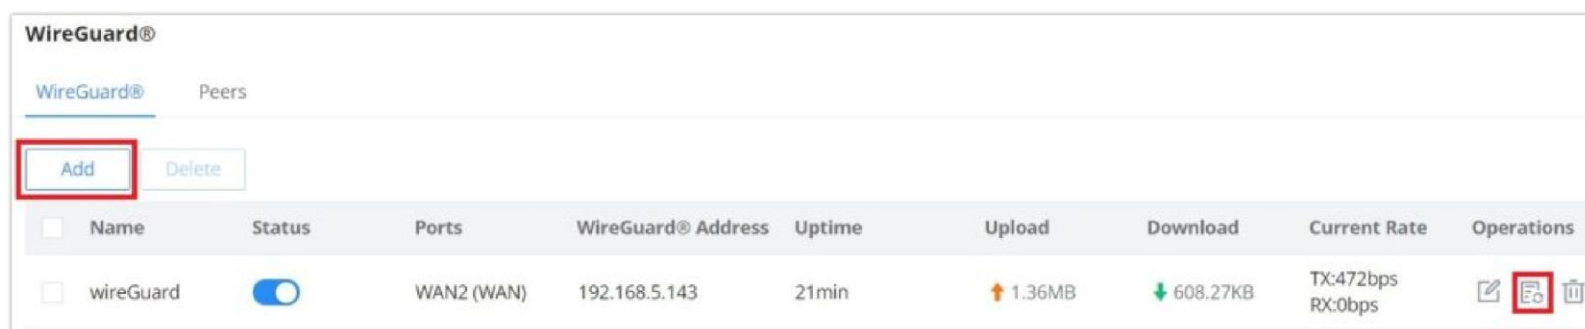 WireGuard®
WireGuard® Peers
Add Delete
Name Status Ports WireGuard® Address Uptime Upload Download Current Rate Operations
wireGuard WAN2 (WAN) 192.168.5.143 21min 1.36MB 608.27KB TX:472bps
RX:0bps